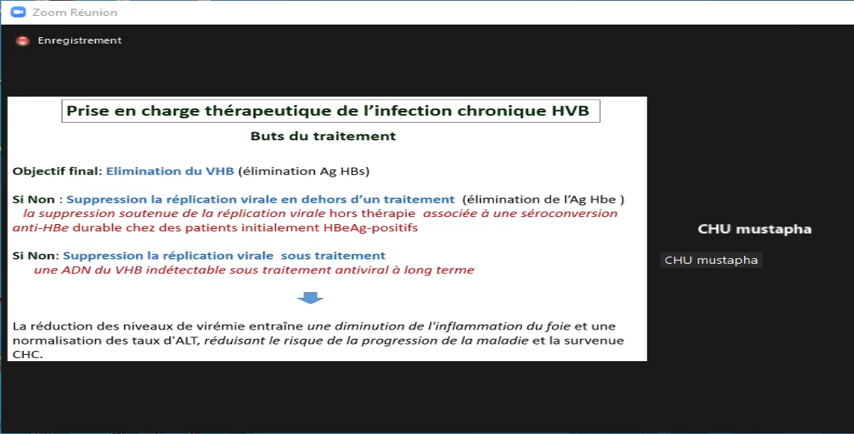 Zoom Réunion
Enregistrement
Prise en charge thérapeutique de l'infection chronique HVB
Buts du traitement
Objectif final: Elimination du VHB (élimination Ag HBs)
Si Non : Suppression la réplication virale en dehors d'un traitement (élimination de l'Ag Hbe )
la suppression soutenue de la réplication virale hors thérapie associée à une séroconversion
anti-HBe durable chez des patients initialement HBeAg-positifs
Si Non: Suppression la réplication virale sous traitement
une ADN du VHB indétectable sous traitement antiviral à long terme
La réduction des niveaux de virémie entraîne une diminution de l'inflammation du foie et une
normalisation des taux d'ALT, réduisant le risque de la progression de la maladie et la survenue
CHC.
CHU mustapha
CHU mustapha